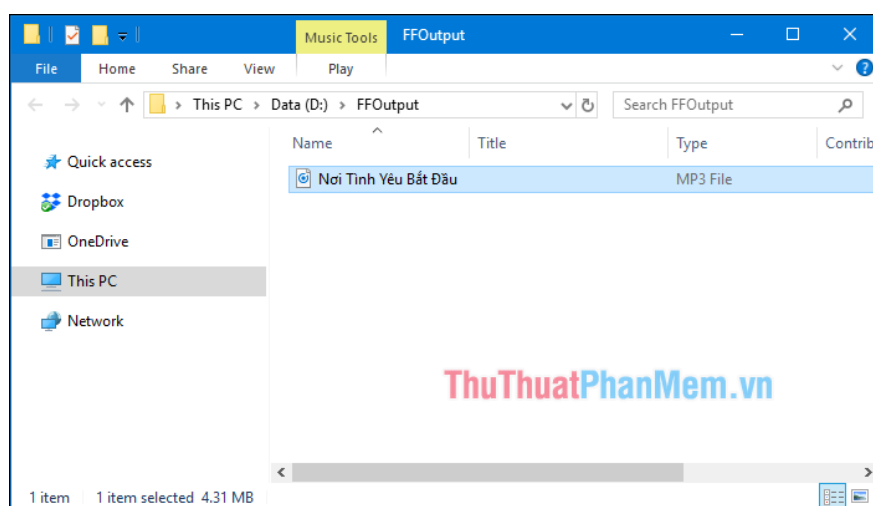 Music Tools FFOutput
File Home Share View Play
This PC > Data (D:) > FFOutput Search FFOutput
Name Title Type Contrib
Quick access
Nơi Tình Yêu Bắt Đầu MP3 File
Dropbox
OneDrive
This PC
Network
ThuThuatPhanMem.vn
1 item 1 item selected 4.31 MB